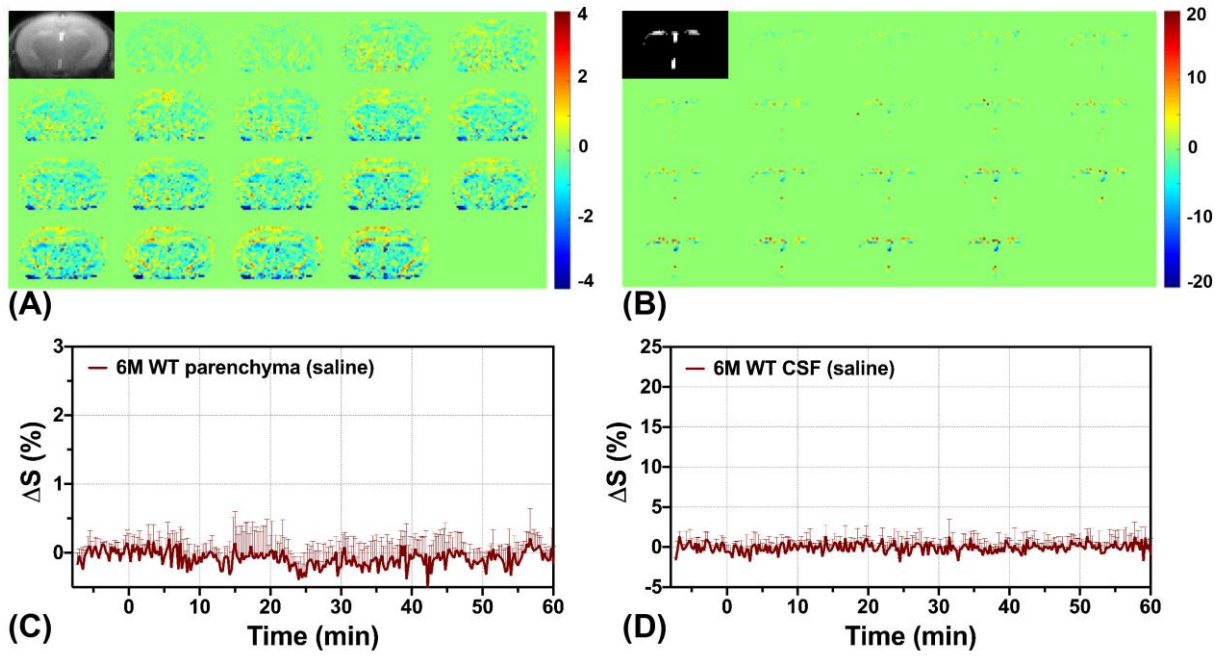 4
2
0
-2
-4
(A)
20
10
0
-10
-20
(B)
3
2
1
0
6M WT parenchyma (saline)
ΔS (%)
0 10 20 30 40 50 60
Time (min)
(C)
25
20
15
10
5
0
-5
6M WT CSF (saline)
ΔS (%)
0 10 20 30 40 50 60
Time (min)
(D)